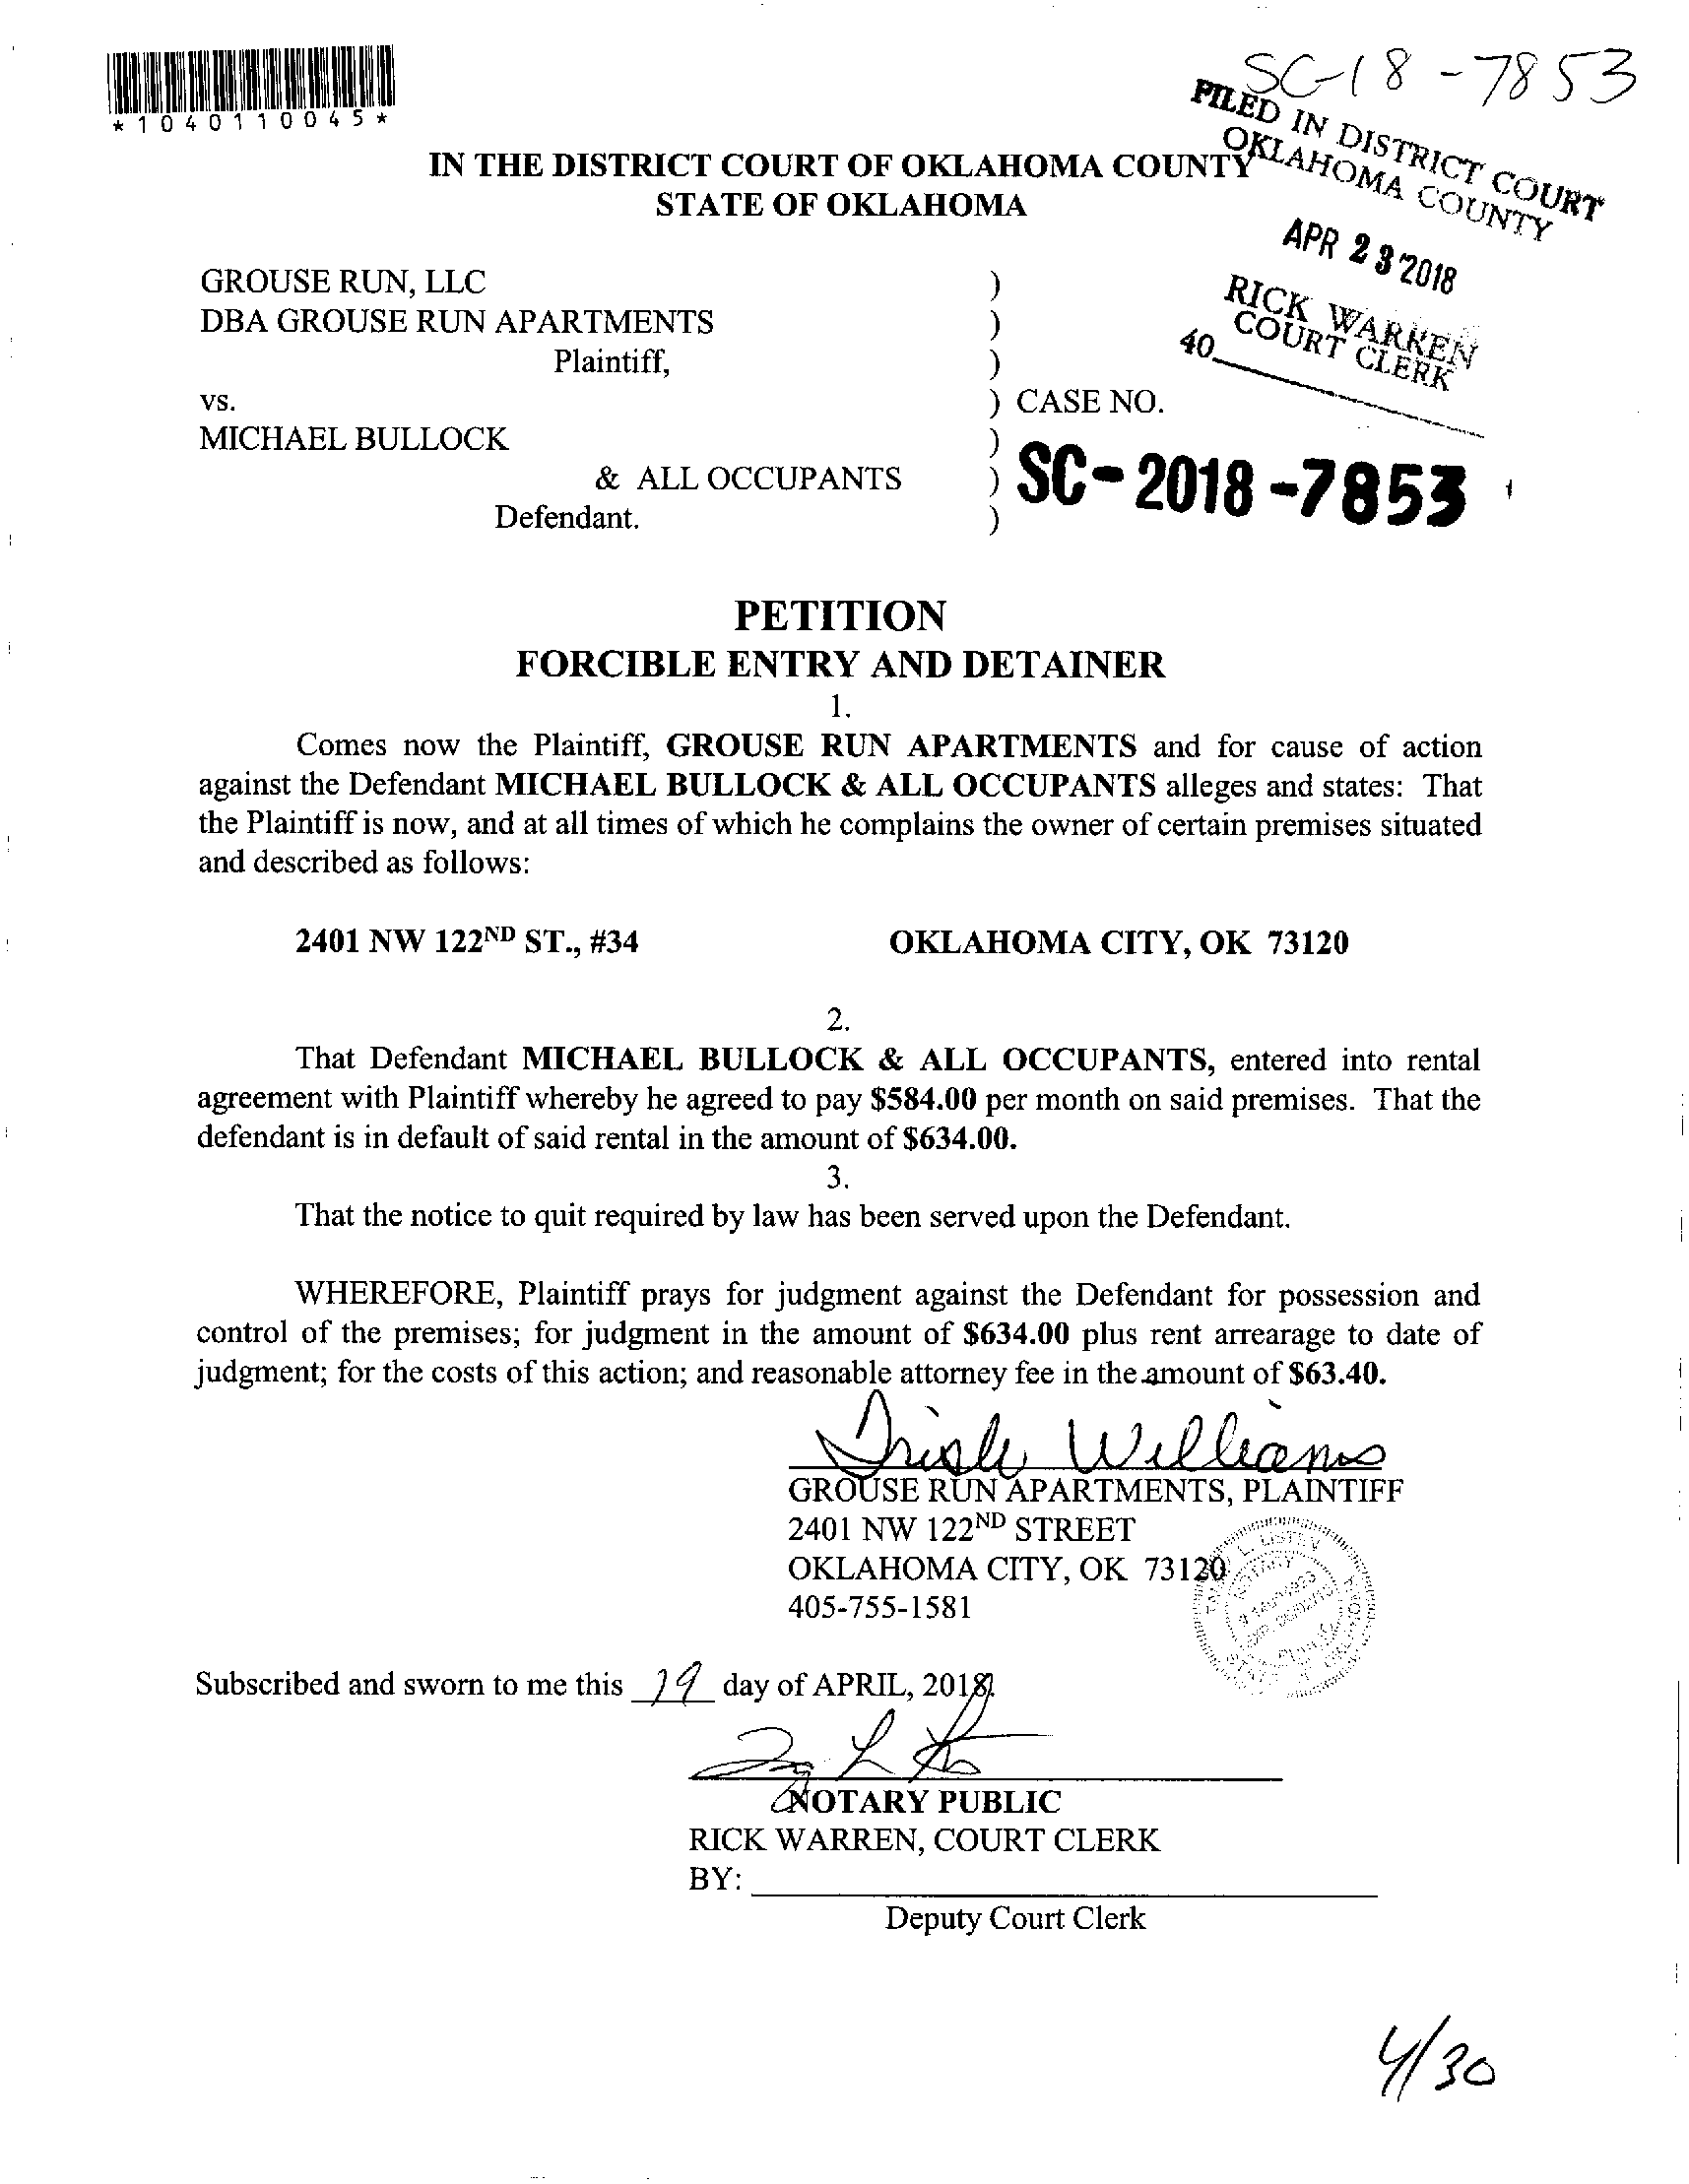 SC-18-7853
*1040110045*
FILED IN DISTRICT COURT
OKLAHOMA COUNTY
IN THE DISTRICT COURT OF OKLAHOMA COUNTY
STATE OF OKLAHOMA
APR 23 2018
RICK WARREN
COURT CLERK
40
GROUSE RUN, LLC )
DBA GROUSE RUN APARTMENTS )
Plaintiff, )
vs. ) CASE NO.
MICHAEL BULLOCK )
& ALL OCCUPANTS ) SC-2018-7853
Defendant. )
PETITION
FORCIBLE ENTRY AND DETAINER
1.
Comes now the Plaintiff, GROUSE RUN APARTMENTS and for cause of action
against the Defendant MICHAEL BULLOCK & ALL OCCUPANTS alleges and states: That
the Plaintiff is now, and at all times of which he complains the owner of certain premises situated
and described as follows:
2401 NW 122ND ST., #34 OKLAHOMA CITY, OK 73120
2.
That Defendant MICHAEL BULLOCK & ALL OCCUPANTS, entered into rental
agreement with Plaintiff whereby he agreed to pay $584.00 per month on said premises. That the
defendant is in default of said rental in the amount of $634.00.
3.
That the notice to quit required by law has been served upon the Defendant.
WHEREFORE, Plaintiff prays for judgment against the Defendant for possession and
control of the premises; for judgment in the amount of $634.00 plus rent arrearage to date of
judgment; for the costs of this action; and reasonable attorney fee in the amount of $63.40.
Williams
GROUSE RUN APARTMENTS, PLAINTIFF
2401 NW 122ND STREET
OKLAHOMA CITY, OK 73120
405-755-1581
Subscribed and sworn to me this 19 day of APRIL, 2018.
NOTARY PUBLIC
RICK WARREN, COURT CLERK
BY:
Deputy Court Clerk
4/30